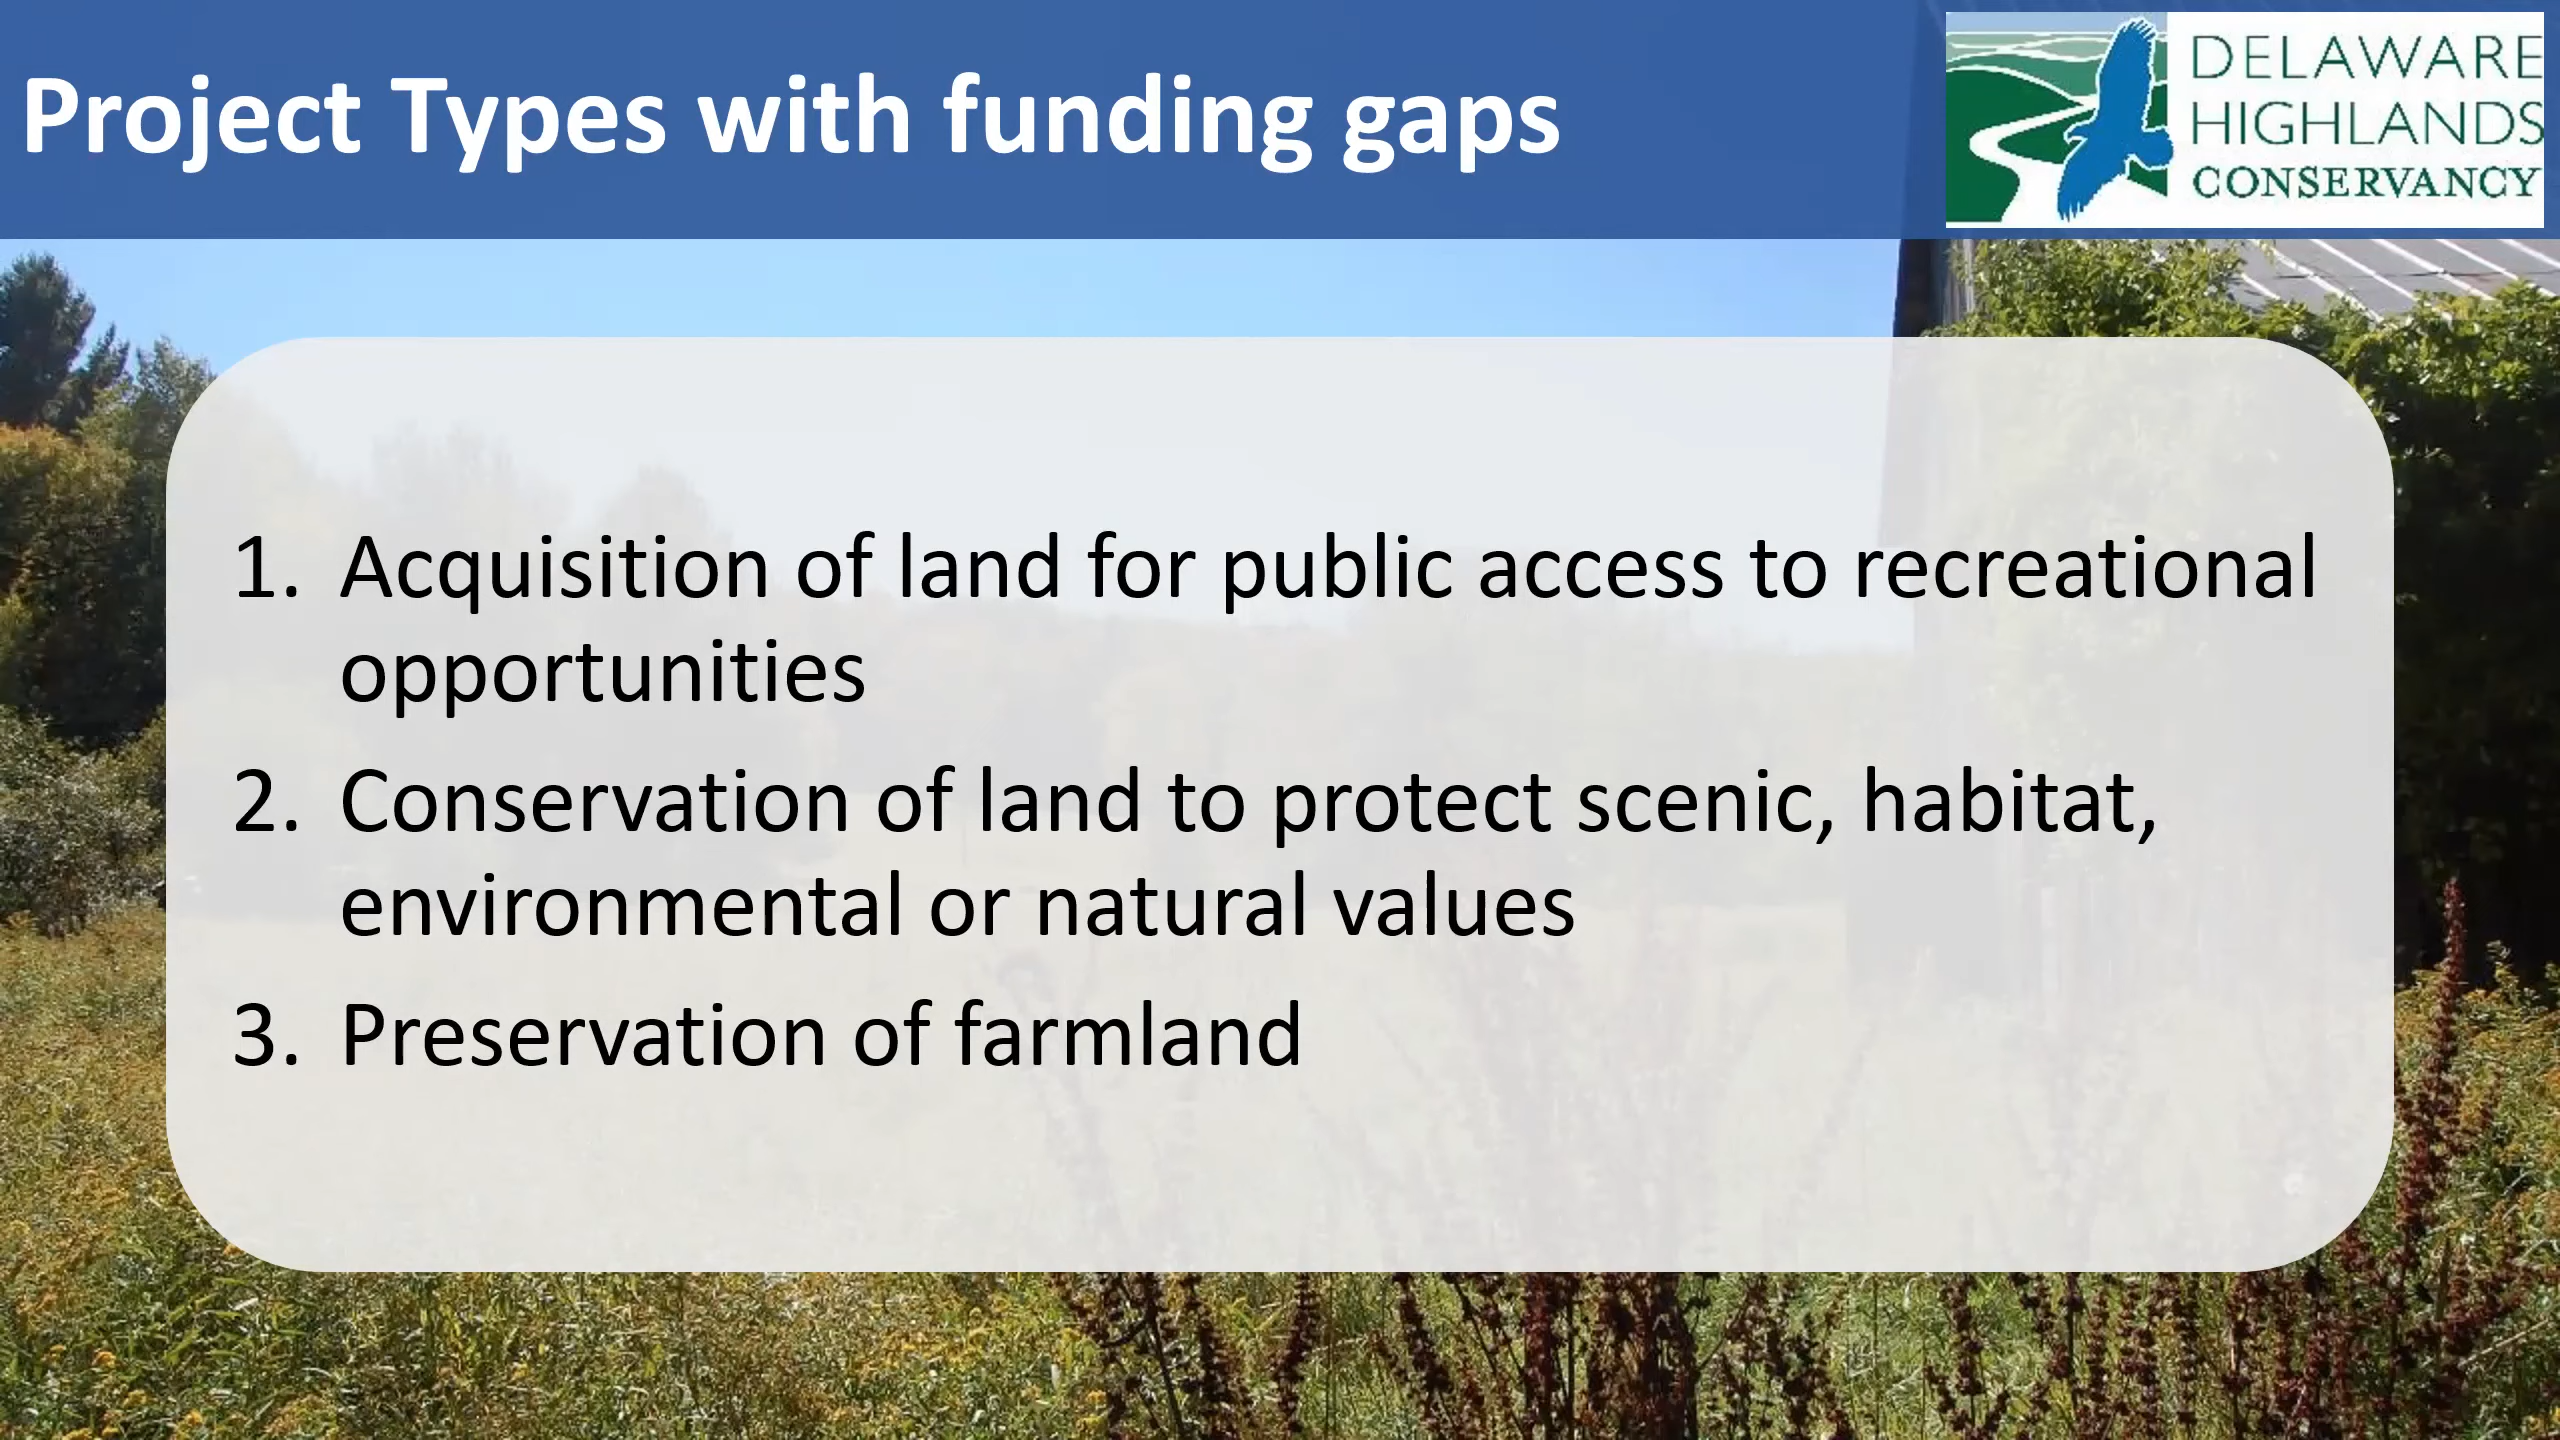 Project Types with funding gaps
DELAWARE
HIGHLANDS
CONSERVANCY
1. Acquisition of land for public access to recreational
opportunities
2. Conservation of land to protect scenic, habitat,
environmental or natural values
3. Preservation of farmland